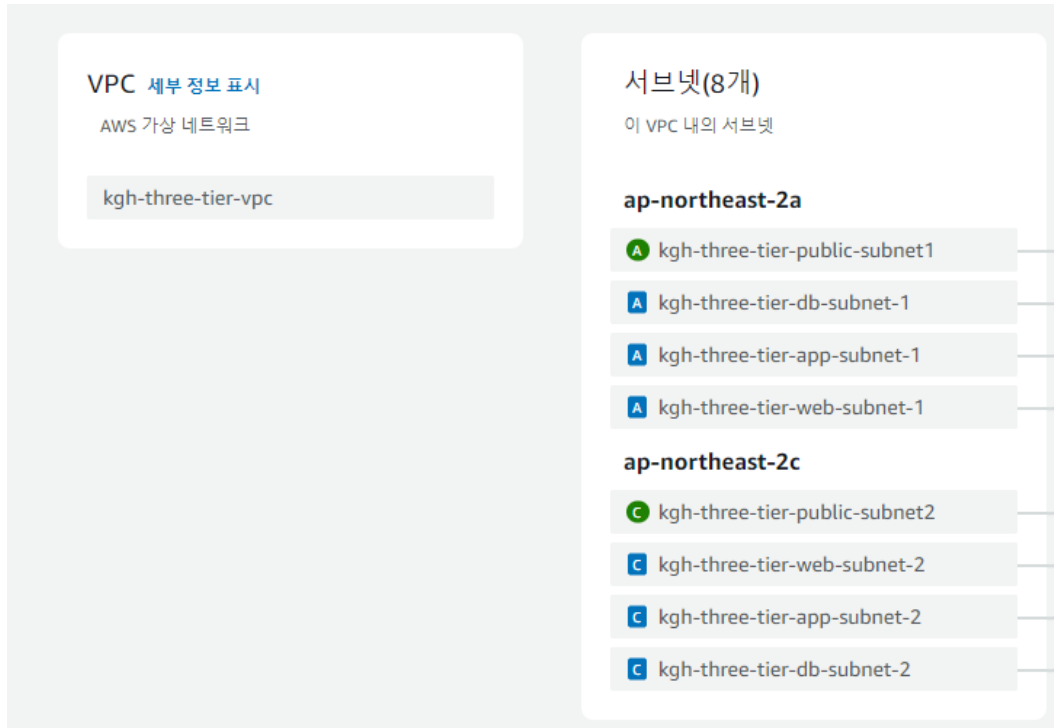 VPC 세부 정보 표시
AWS 가상 네트워크
kgh-three-tier-vpc
서브넷(8개)
이 VPC 내의 서브넷
ap-northeast-2a
A kgh-three-tier-public-subnet1
A kgh-three-tier-db-subnet-1
A kgh-three-tier-app-subnet-1
A kgh-three-tier-web-subnet-1
ap-northeast-2c
C kgh-three-tier-public-subnet2
C kgh-three-tier-web-subnet-2
C kgh-three-tier-app-subnet-2
C kgh-three-tier-db-subnet-2